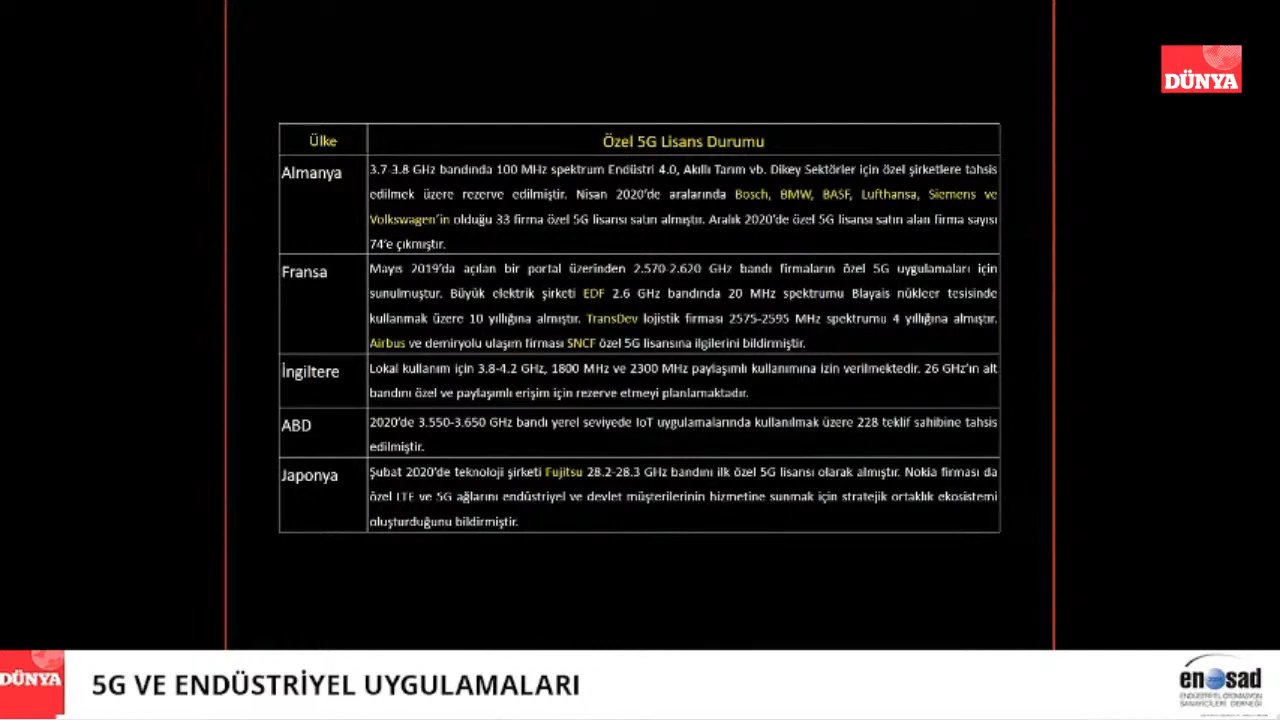 DÜNYA
Ülke
Özel 5G Lisans Durumu
Almanya
3.7-3.8 GHz bandında 100 MHz spektrum Endüstri 4.0, Akıllı Tarım vb. Dikey Sektörler için özel şirketlere tahsis
edilmek üzere rezerve edilmiştir. Nisan 2020'de aralarında Bosch, BMW, BASF, Lufthansa, Siemens ve
Volkswagen'in olduğu 33 firma özel 5G lisansı satın almıştır. Aralık 2020'de özel 5G lisansı satın alan firma sayısı
74'e çıkmıştır.
Fransa
Mayıs 2019'da açılan bir portal üzerinden 2.570-2.620 GHz bandı firmaların özel 5G uygulamaları için
sunulmuştur. Büyük elektrik şirketi EDF 2.6 GHz bandında 20 MHz spektrumu Blayais nükleer tesisinde
kullanmak üzere 10 yıllığına almıştır. TransDev lojistik firması 2575-2595 MHz spektrumu 4 yıllığına almıştır.
Airbus ve demiryolu ulaşım firması SNCF özel 5G lisansına ilgilerini bildirmiştir.
İngiltere
Lokal kullanım için 3.8-4.2 GHz, 1800 MHz ve 2300 MHz paylaşımlı kullanımına izin verilmektedir. 26 GHz'ın alt
bandını özel ve paylaşımlı erişim için rezerve etmeyi planlamaktadır.
ABD
2020'de 3.550-3.650 GHz bandı yerel seviyede IoT uygulamalarında kullanılmak üzere 228 teklif sahibine tahsis
edilmiştir.
Japonya
Şubat 2020'de teknoloji şirketi Fujitsu 28.2-28.3 GHz bandını ilk özel 5G lisansı olarak almıştır. Nokia firması da
özel LTE ve 5G ağlarını endüstriyel ve devlet müşterilerinin hizmetine sunmak için stratejik ortaklık ekosistemi
oluşturduğunu bildirmiştir.
DÜNYA
5G VE ENDÜSTRİYEL UYGULAMALARI
enosad
ENDÜSTRİYEL OTOMASYON
SANAYİCİLERİ DERNEĞİ